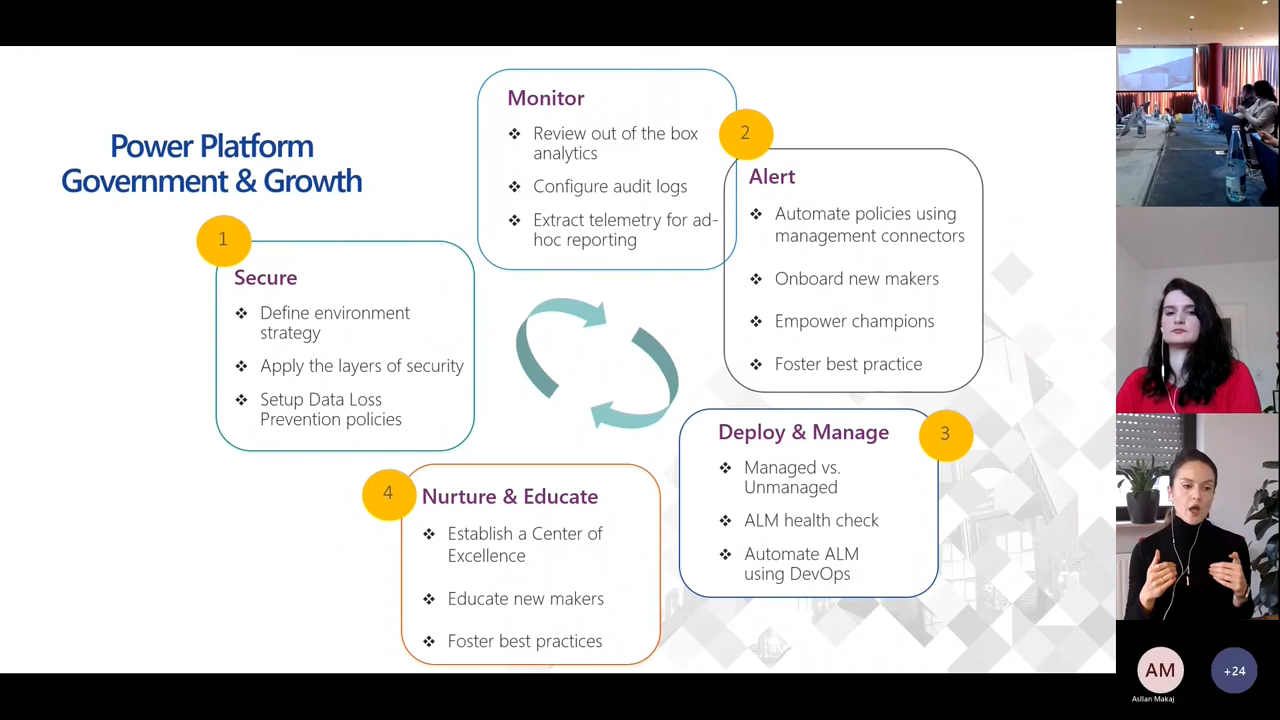 Power Platform
Government & Growth
1
Secure
❖ Define environment
strategy
❖ Apply the layers of security
❖ Setup Data Loss
Prevention policies
Monitor
❖ Review out of the box
analytics
❖ Configure audit logs
❖ Extract telemetry for ad-
hoc reporting
2
Alert
❖ Automate policies using
management connectors
❖ Onboard new makers
❖ Empower champions
❖ Foster best practice
Deploy & Manage
3
❖ Managed vs.
Unmanaged
❖ ALM health check
❖ Automate ALM
using DevOps
4
Nurture & Educate
❖ Establish a Center of
Excellence
❖ Educate new makers
❖ Foster best practices
AM
Asllan Makaj
+24